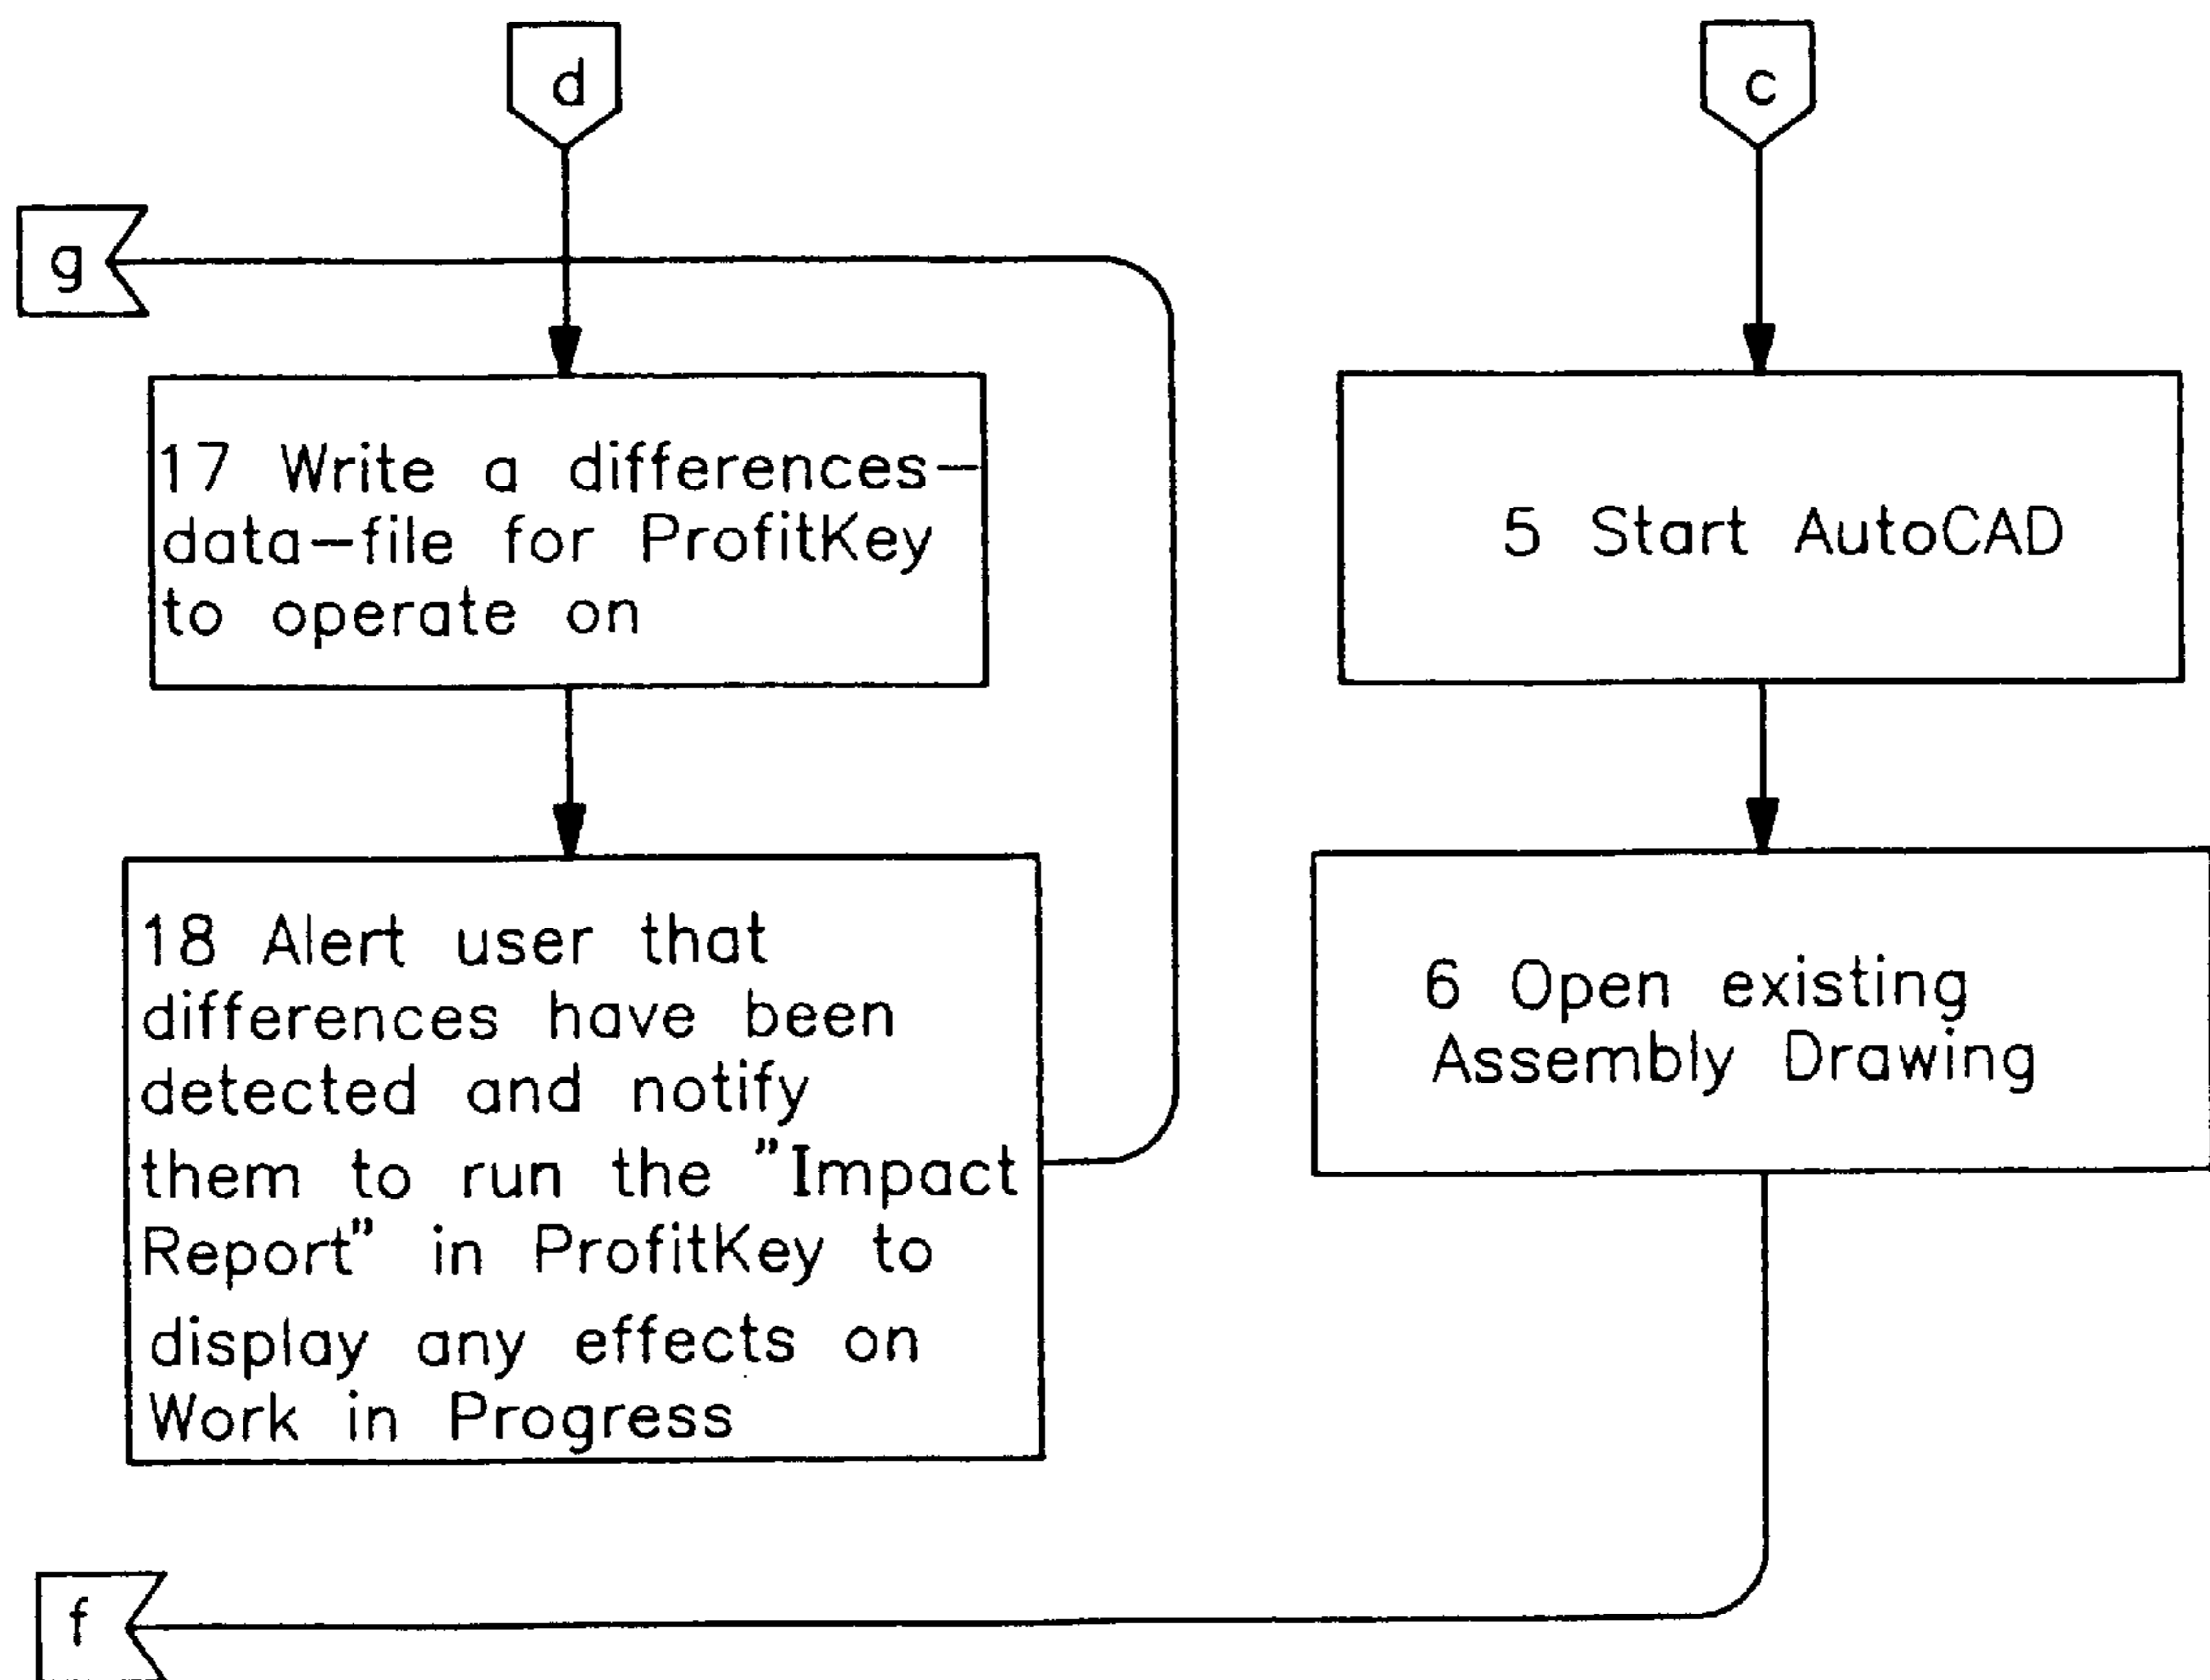 d
c
g
17 Write a differences-
data-file for ProfitKey
to operate on
5 Start AutoCAD
18 Alert user that
differences have been
detected and notify
them to run the "Impact
Report" in ProfitKey to
display any effects on
Work in Progress
6 Open existing
Assembly Drawing
f